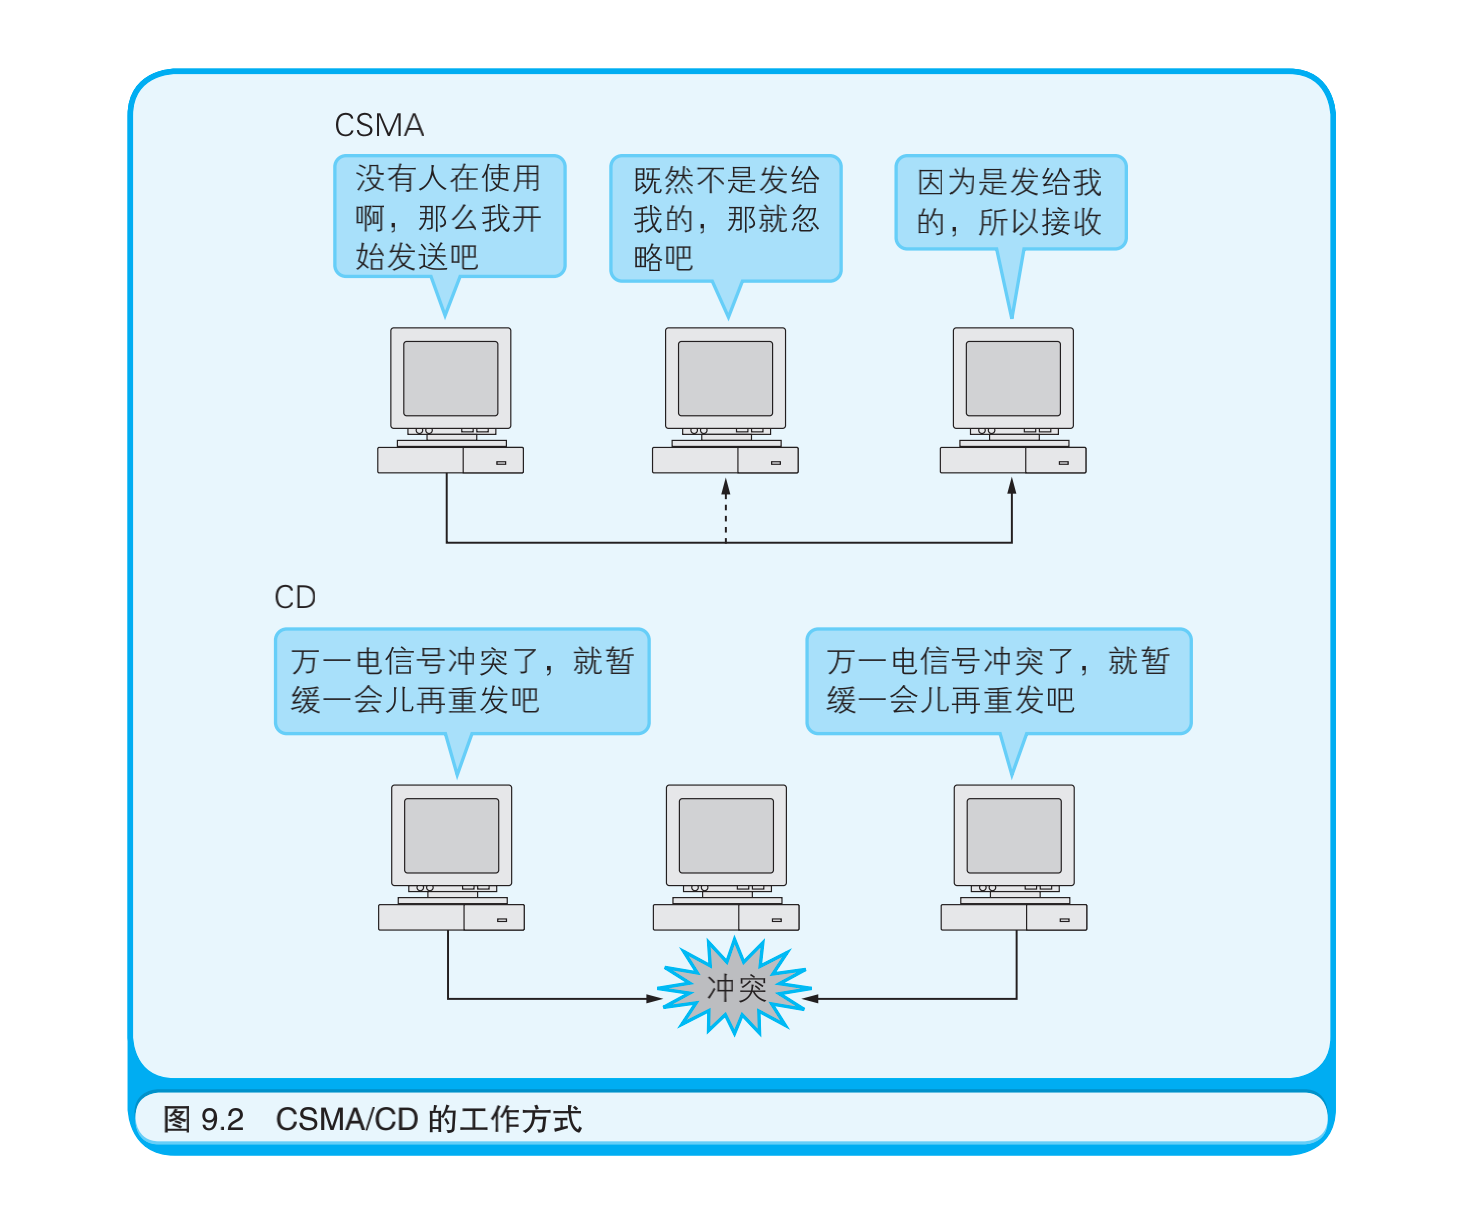 CSMA
没有人在使用
啊，那么我开
始发送吧
既然不是发给
我的，那就忽
略吧
因为是发给我
的，所以接收
CD
万一电信号冲突了，就暂
缓一会儿再重发吧
万一电信号冲突了，就暂
缓一会儿再重发吧
冲突
图 9.2 CSMA/CD 的工作方式